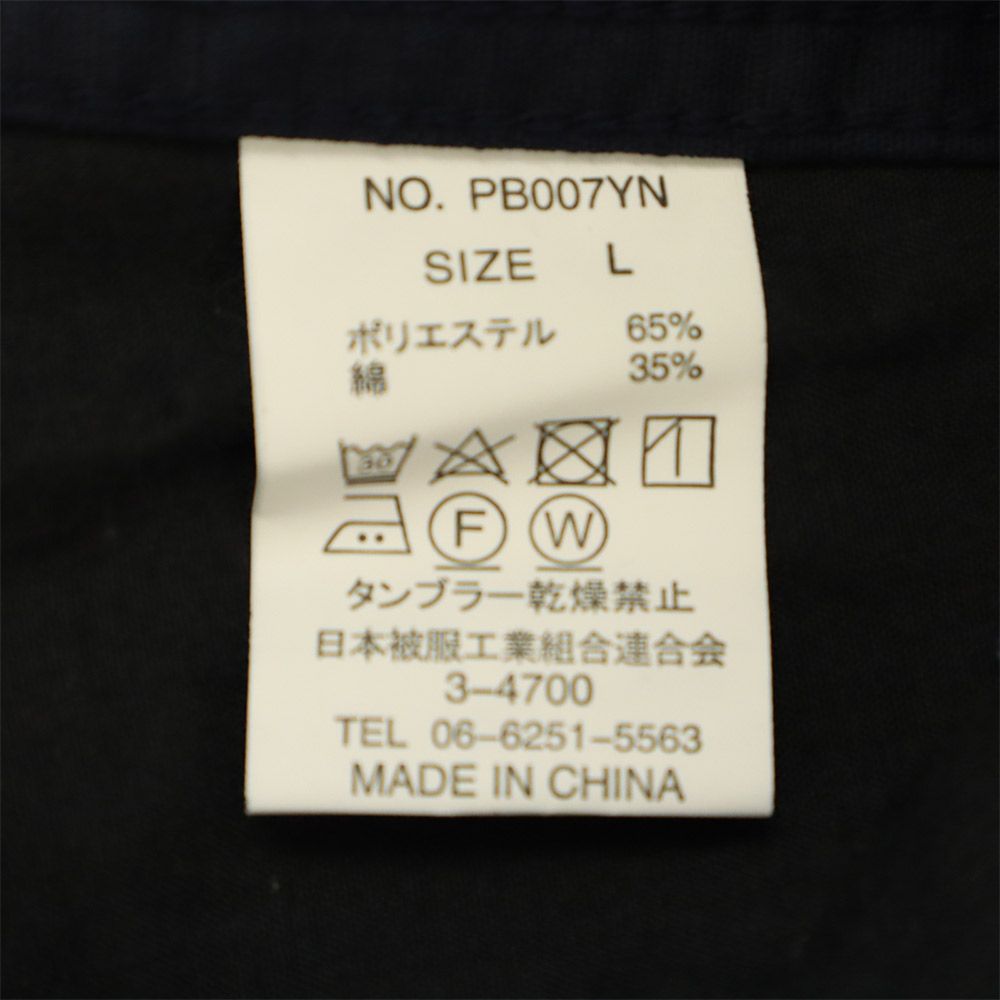 NO. PB007YN
SIZE L
ポリエステル 65%
綿 35%
30
F W
タンブラー乾燥禁止
日本被服工業組合連合会
3-4700
TEL 06-6251-5563
MADE IN CHINA